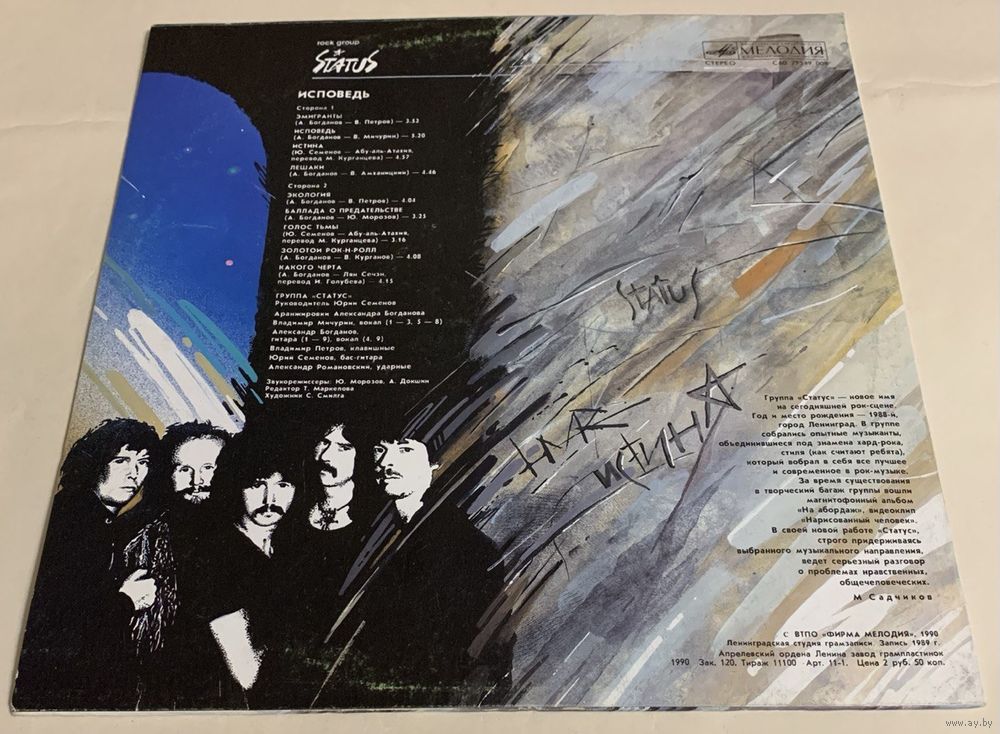 rock group
STATUS
ИСПОВЕДЬ
Сторона 1
ЭМИГРАНТЫ
(А. Богданов — В. Петров) — 3.52
ИСПОВЕДЬ
(А. Богданов — В. Мичурин) — 3.20
ИСТИНА
(Ю. Семенов — Абу-аль-Атахия,
перевод М. Курганцева) — 4.57
ЛЕШАКИ
(А. Богданов — В. Амханицкий) — 4.46
Сторона 2
ЭКОЛОГИЯ
(А. Богданов — В. Петров) — 4.04
БАЛЛАДА О ПРЕДАТЕЛЬСТВЕ
(А. Богданов — Ю. Морозов) — 3.25
ГОЛОС ТЬМЫ
(Ю. Семенов — Абу-аль-Атахия,
перевод М. Курганцева) — 3.16
ЗОЛОТОЙ РОК-Н-РОЛЛ
(А. Богданов — В. Курганов) — 4.08
КАКОГО ЧЕРТА
(А. Богданов — Лян Сечэн,
перевод И. Голубева) — 4.15
ГРУППА «СТАТУС»
Руководитель Юрий Семенов
Аранжировки Александра Богданова
Владимир Мичурин, вокал (1 — 3, 5 — 8)
Александр Богданов,
гитара (1 — 9), вокал (4, 9)
Владимир Петров, клавишные
Юрий Семенов, бас-гитара
Александр Романовский, ударные
Звукорежиссеры: Ю. Морозов, А. Докшин
Редактор Т. Маркелова
Художник С. Смилга
МЕЛОДИЯ
СТЕРЕО
STATUS
ИСТИНА
Группа «Статус» — новое имя
на сегодняшней рок-сцене.
Год и место рождения — 1988-й,
город Ленинград. В группе
собрались опытные музыканты,
объединившиеся под знамена хард-рока,
стиля (как считают ребята),
который вобрал в себя все лучшее
и современное в рок-музыке.
За время существования
в творческий багаж группы вошли
магнитофонный альбом
«На абордаж», видеоклип
«Нарисованный человек».
В своей новой работе «Статус»,
строго придерживаясь
выбранного музыкального направления,
ведет серьезный разговор
о проблемах нравственных,
общечеловеческих.
М. Садчиков
© ВТПО «ФИРМА МЕЛОДИЯ», 1990
Ленинградская студия грамзаписи. Запись 1989 г.
Апрелевский ордена Ленина завод грампластинок
1990 Зак. 120. Тираж 11100 Арт. 11-1. Цена 2 руб. 50 коп.
www.ay.by